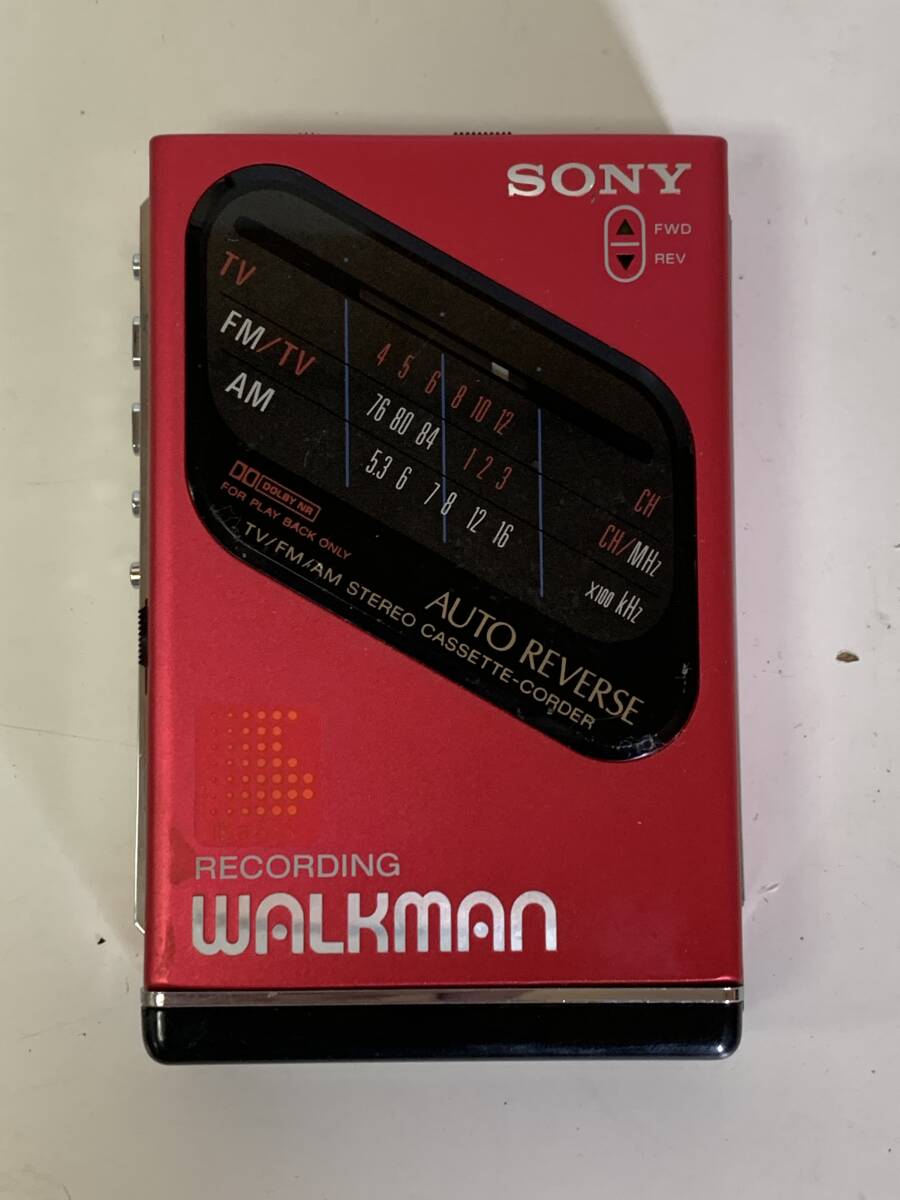 SONY
FWD
REV
TV 4 5 6 8 10 12 CH
FM/TV 76 80 84 1 2 3 CH/MHz
AM 5.3 6 7 8 12 16 X100 kHz
DOLBY NR
FOR PLAY BACK ONLY
AUTO REVERSE
TV/FM/AM STEREO CASSETTE-CORDER
RECORDING
WALKMAN